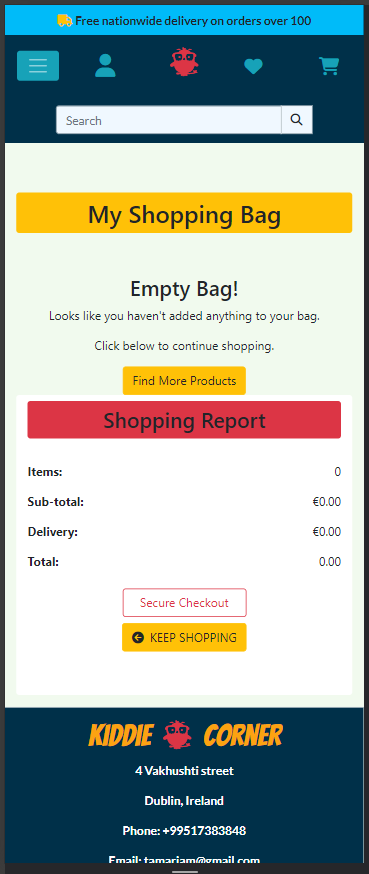 Free nationwide delivery on orders over 100
Search
My Shopping Bag
Empty Bag!
Looks like you haven't added anything to your bag.
Click below to continue shopping.
Find More Products
Shopping Report
Items: 0
Sub-total: €0.00
Delivery: €0.00
Total: 0.00
Secure Checkout
KEEP SHOPPING
KIDDIE CORNER
4 Vakhushti street
Dublin, Ireland
Phone: +99517383848
Email: tamariam@gmail.com